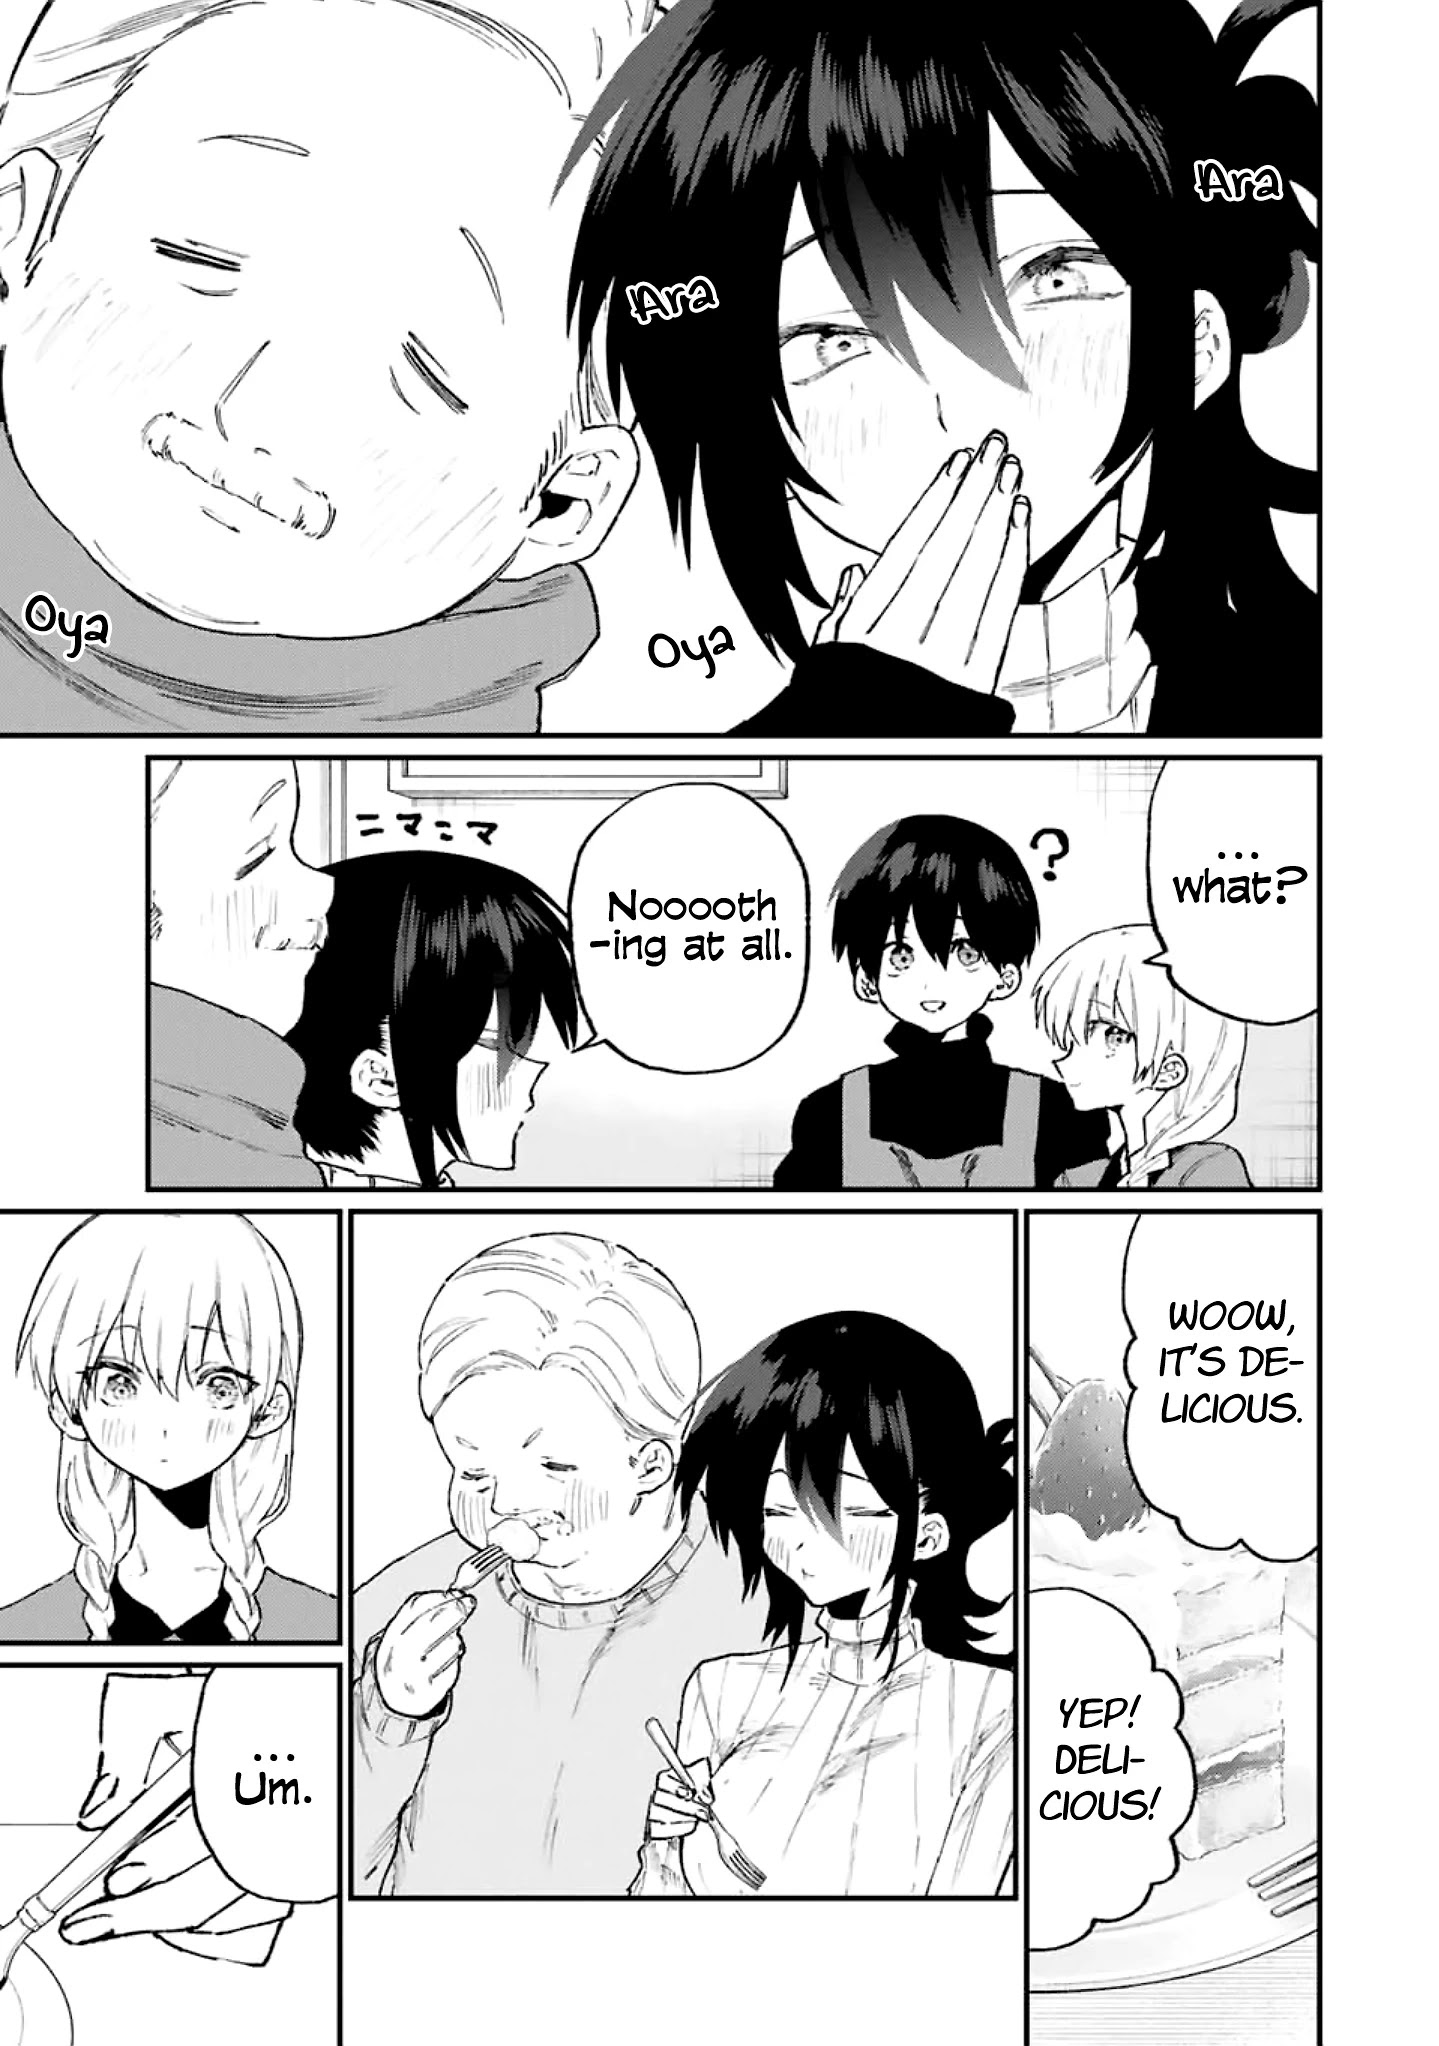 Ara
Ara
Oya
Oya
...
what?
?
Nooooth
-ing at all.
ニマニマ
WOOW,
IT'S DE-
LICIOUS.
YEP!
DELI-
CIOUS!
...
Um.